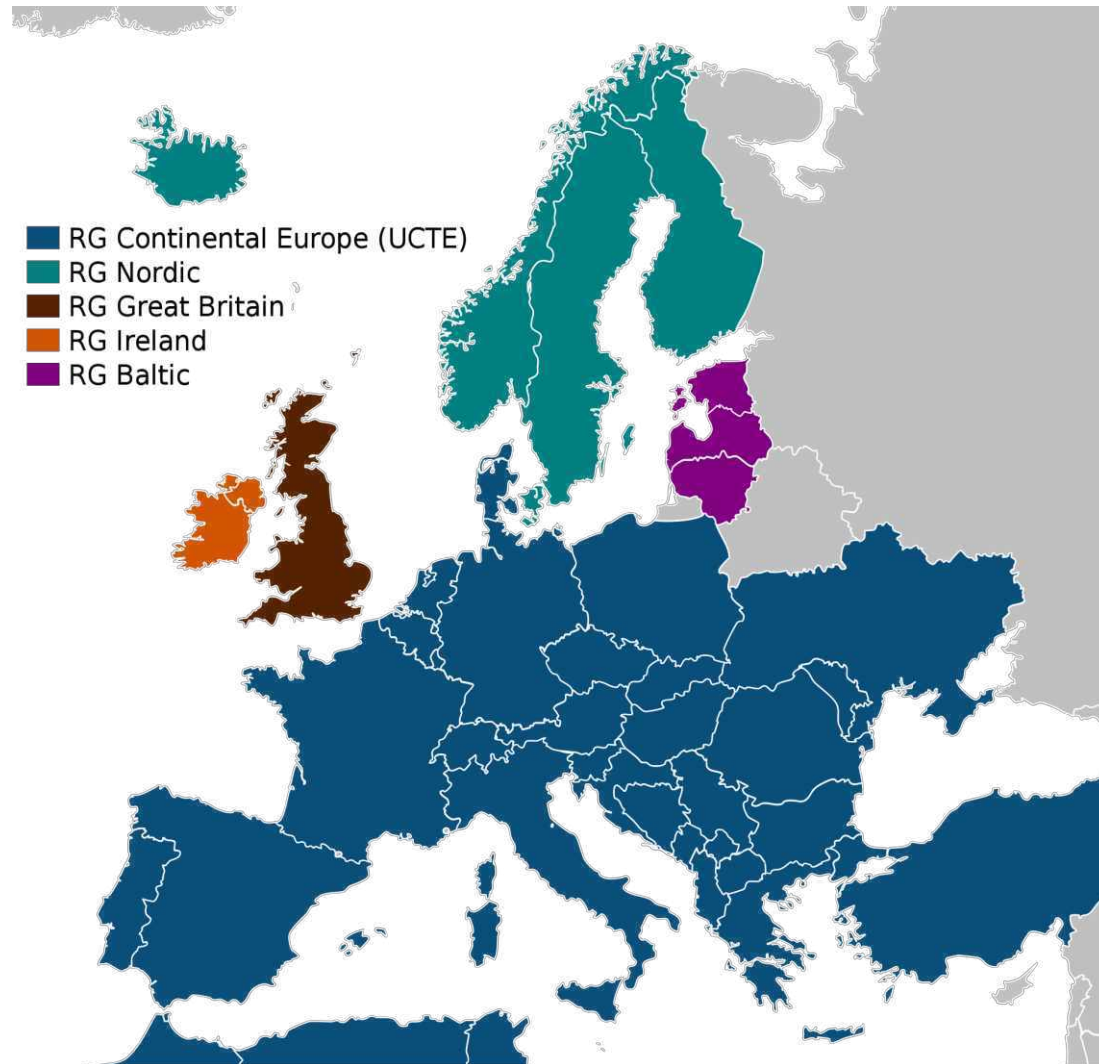 RG Continental Europe (UCTE)
RG Nordic
RG Great Britain
RG Ireland
RG Baltic